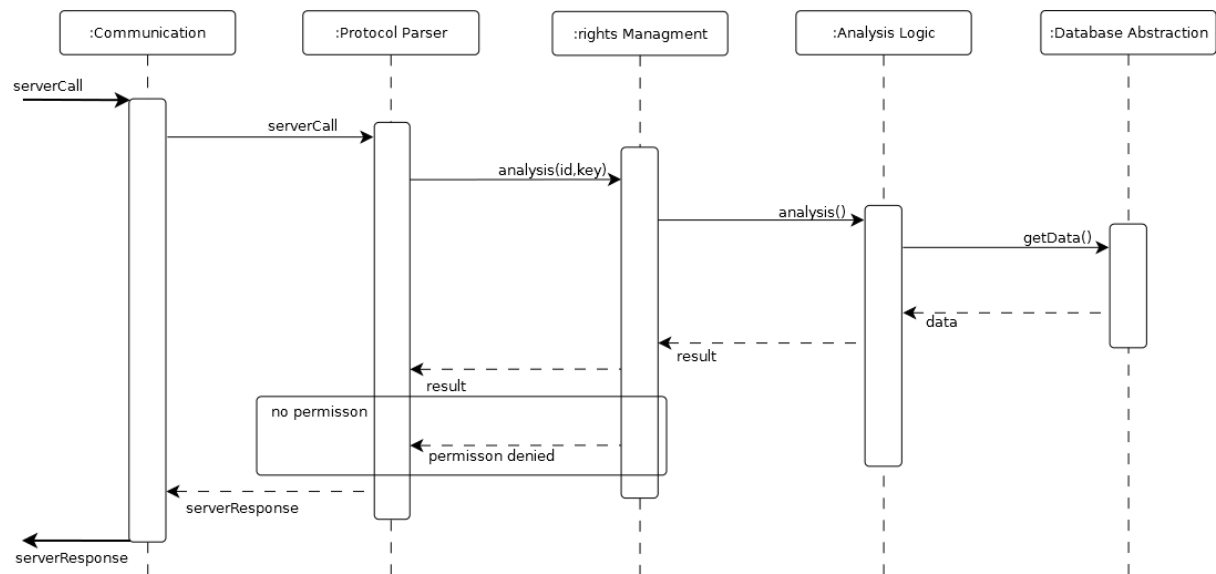 :Communication
:Protocol Parser
:rights Managment
:Analysis Logic
:Database Abstraction
serverCall
serverCall
analysis(id,key)
analysis()
getData()
data
result
result
no permisson
permisson denied
serverResponse
serverResponse